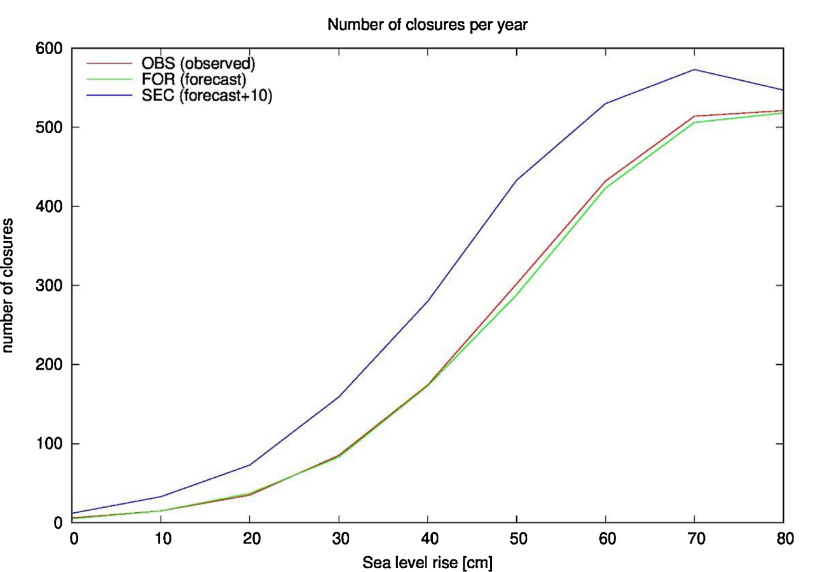 Number of closures per year
600
500
400
300
200
100
0
number of closures
OBS (observed)
FOR (forecast)
SEC (forecast+10)
0 10 20 30 40 50 60 70 80
Sea level rise [cm]